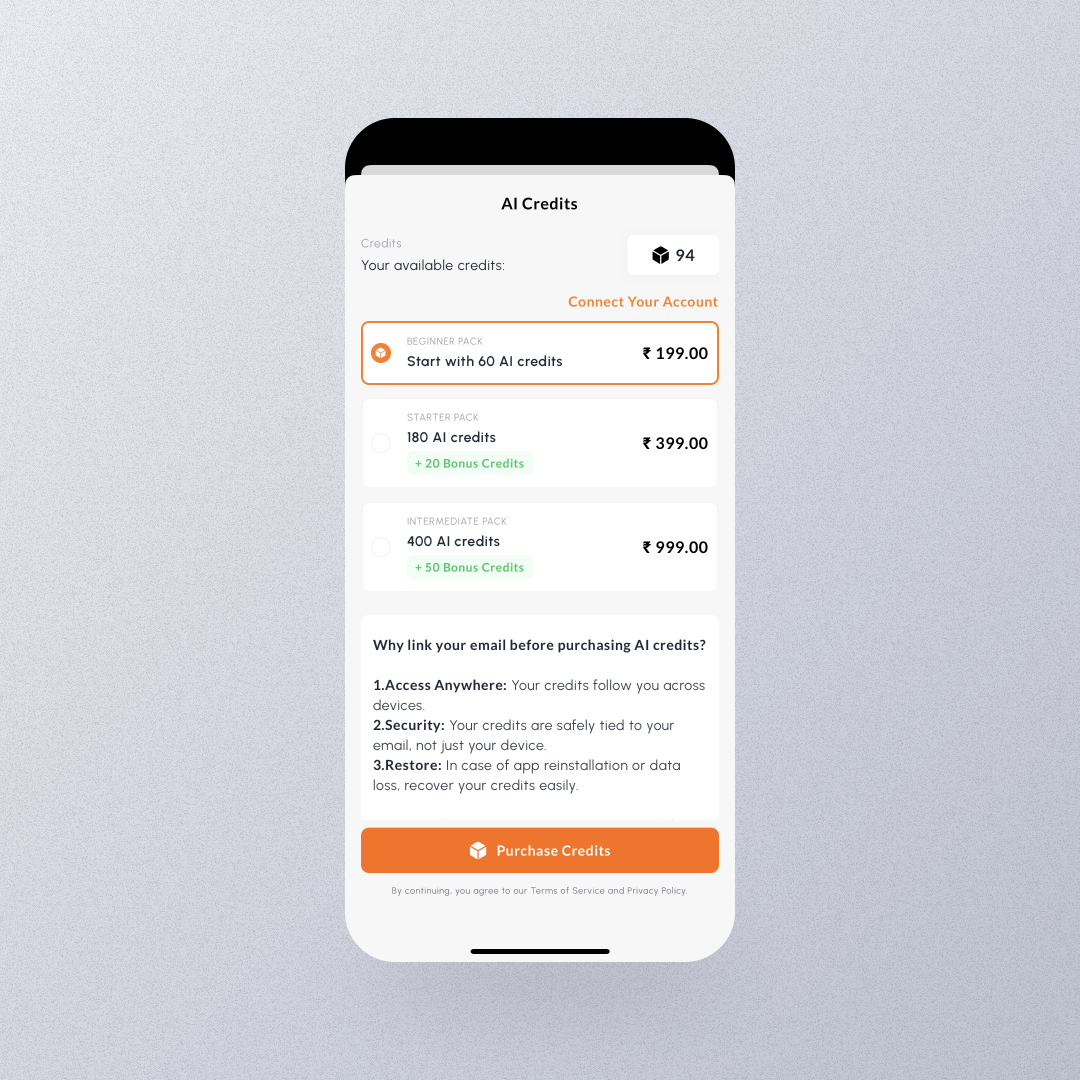 AI Credits
Credits
Your available credits:
94
Connect Your Account
BEGINNER PACK
Start with 60 AI credits
₹ 199.00
STARTER PACK
180 AI credits
+ 20 Bonus Credits
₹ 399.00
INTERMEDIATE PACK
400 AI credits
+ 50 Bonus Credits
₹ 999.00
Why link your email before purchasing AI credits?
1.Access Anywhere: Your credits follow you across
devices.
2.Security: Your credits are safely tied to your
email, not just your device.
3.Restore: In case of app reinstallation or data
loss, recover your credits easily.
Purchase Credits
By continuing, you agree to our Terms of Service and Privacy Policy.